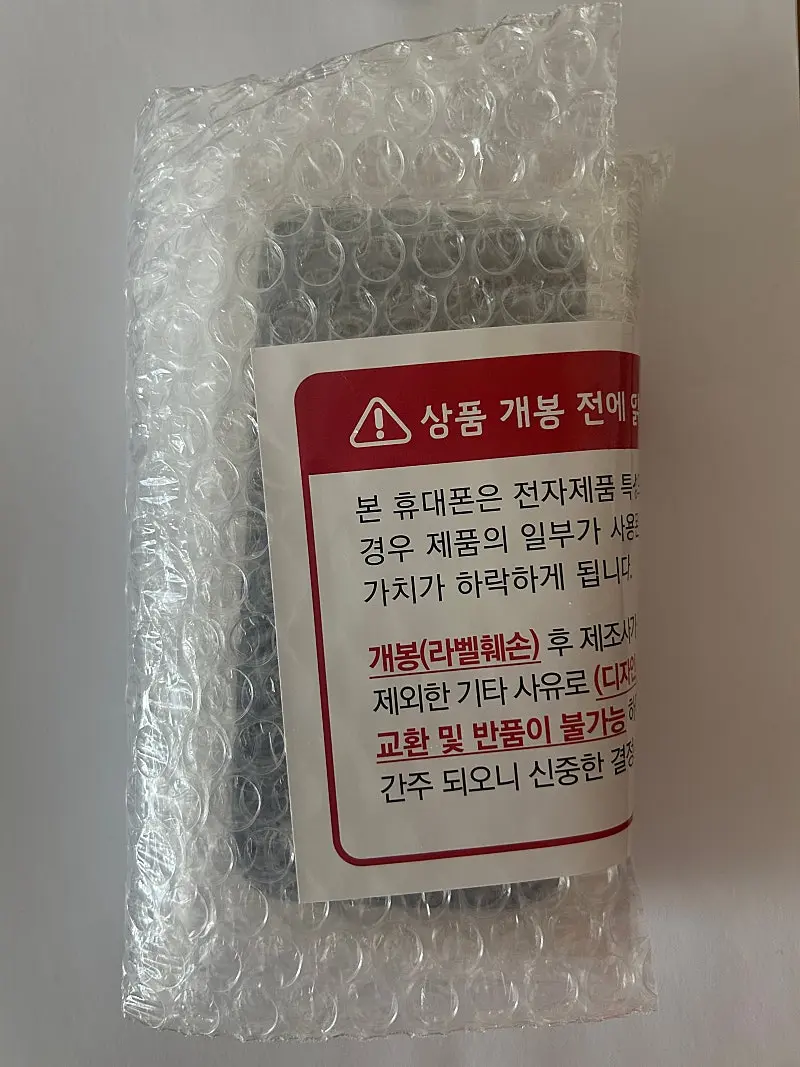 상품 개봉 전에
본 휴대폰은 전자제품
경우 제품의 일부가
가치가 하락하게 됩니다.
개봉(라벨훼손) 후 제조사가
제외한 기타 사유로 (디자인
교환 및 반품이 불가능
간주 되오니 신중한 결정